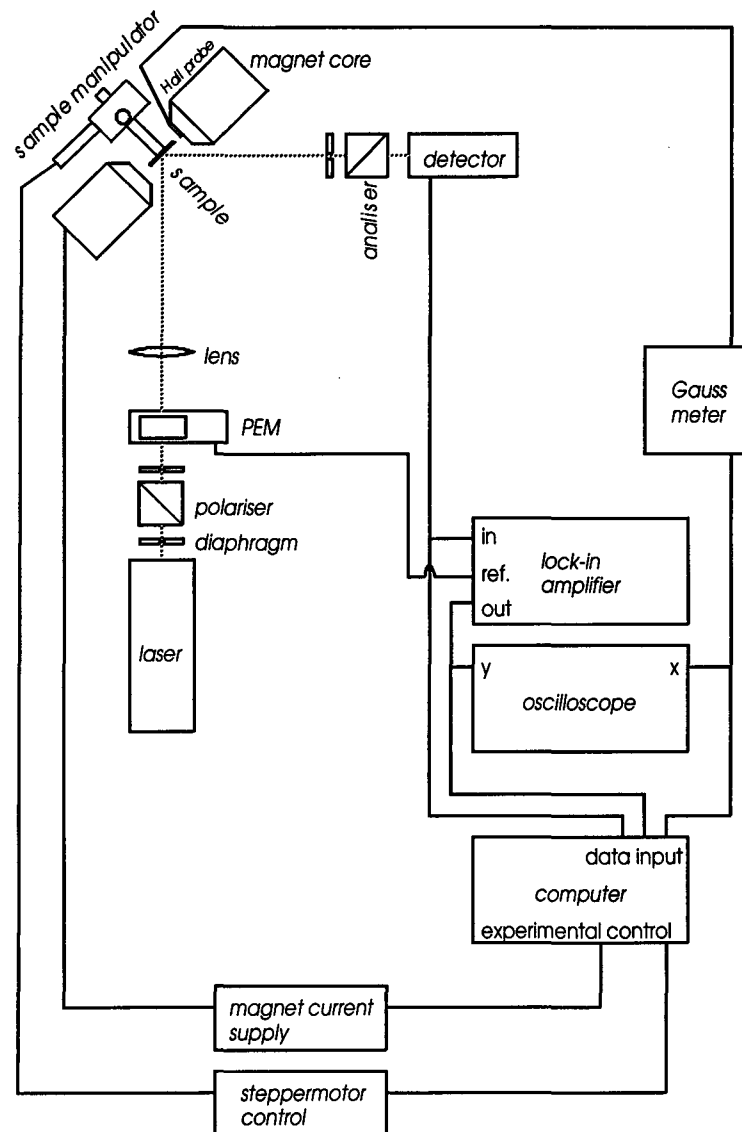 sample manipulator
Hall probe
magnet core
sample
analiser
detector
lens
Gauss
meter
PEM
polariser
diaphragm
in
ref.
out
lock-in
amplifier
laser
y
x
oscilloscope
data input
computer
experimental control
magnet current
supply
steppermotor
control